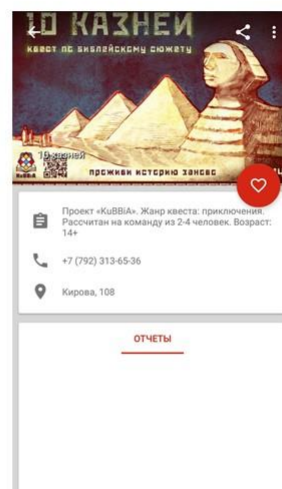 10 КАЗНЕЙ
КВЕСТ ПО БИБЛЕЙСКОМУ СЮЖЕТУ
10 казней
KUBBiA
ПРОЖИВИ ИСТОРИЮ ЗАНОВО
Проект «KuBBiA». Жанр квеста: приключения.
Рассчитан на команду из 2-4 человек. Возраст:
14+
+7 (792) 313-65-36
Кирова, 108
ОТЧЕТЫ